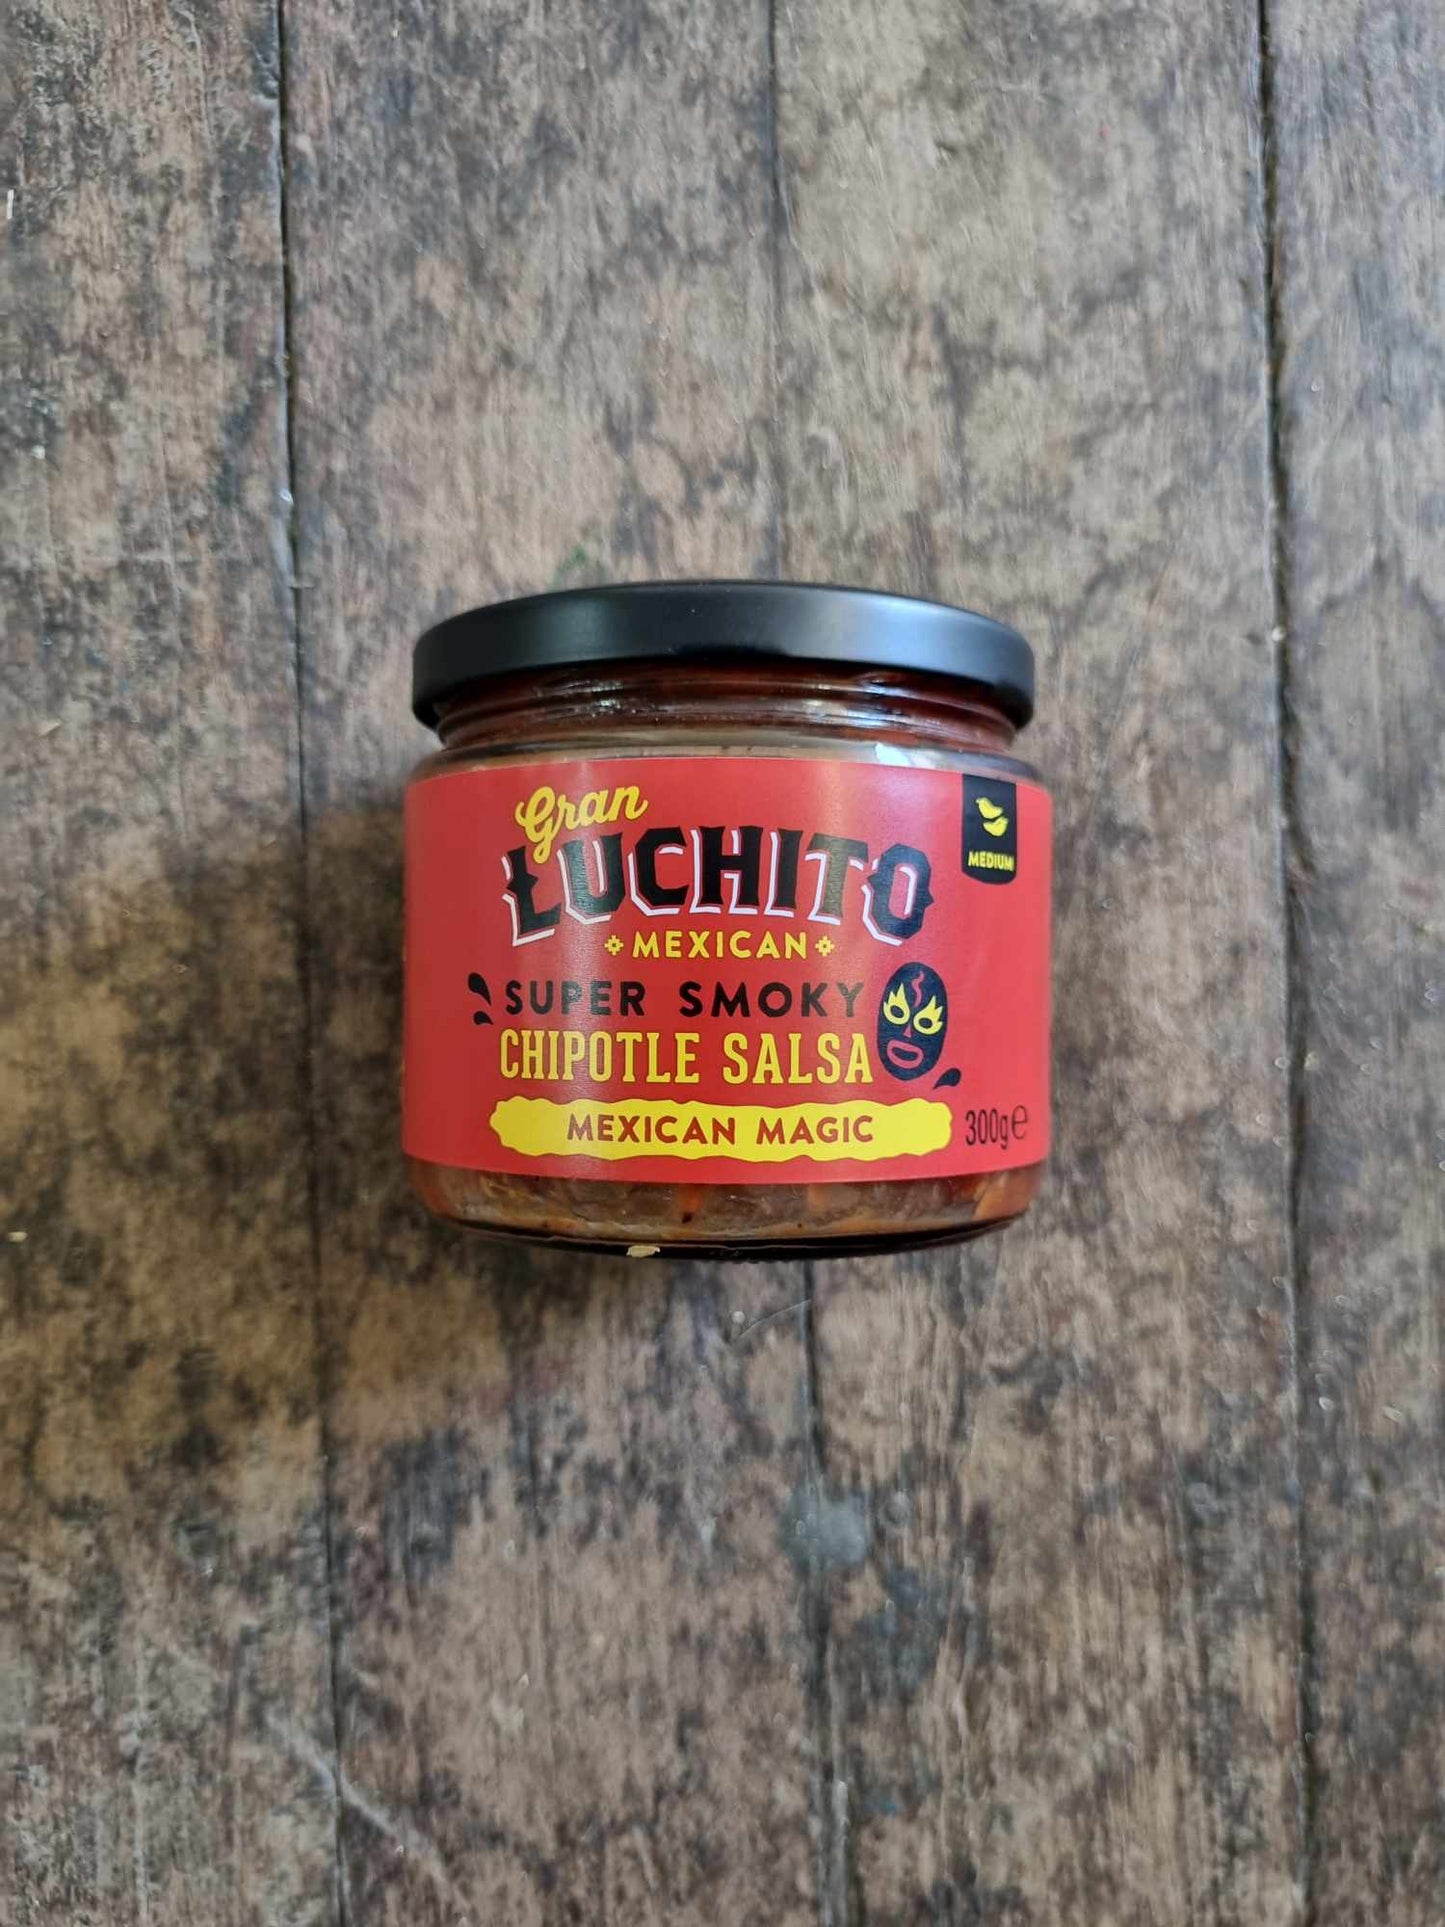 Gran
LUCHITO
MEDIUM
MEXICAN
SUPER SMOKY
CHIPOTLE SALSA
MEXICAN MAGIC
300g℮